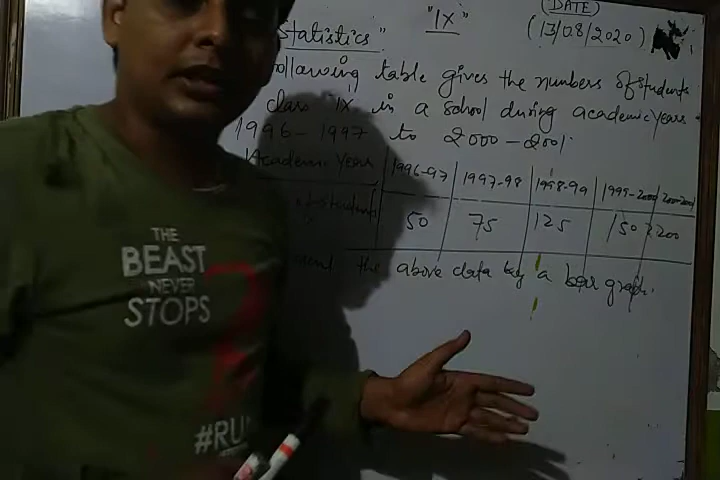 "IX"
(DATE)
Statistics"
(13/08/2020)
following table gives the numbers of students
class "IX in a school during academic years
1996-1997 to 2000-2001.
Academic Year 1996-97 1997-98 1998-99 1999-2000 2000-2001
students 50 75 125 150 200
the above data by a bar graph.
THE
BEAST
NEVER
STOPS
#RU